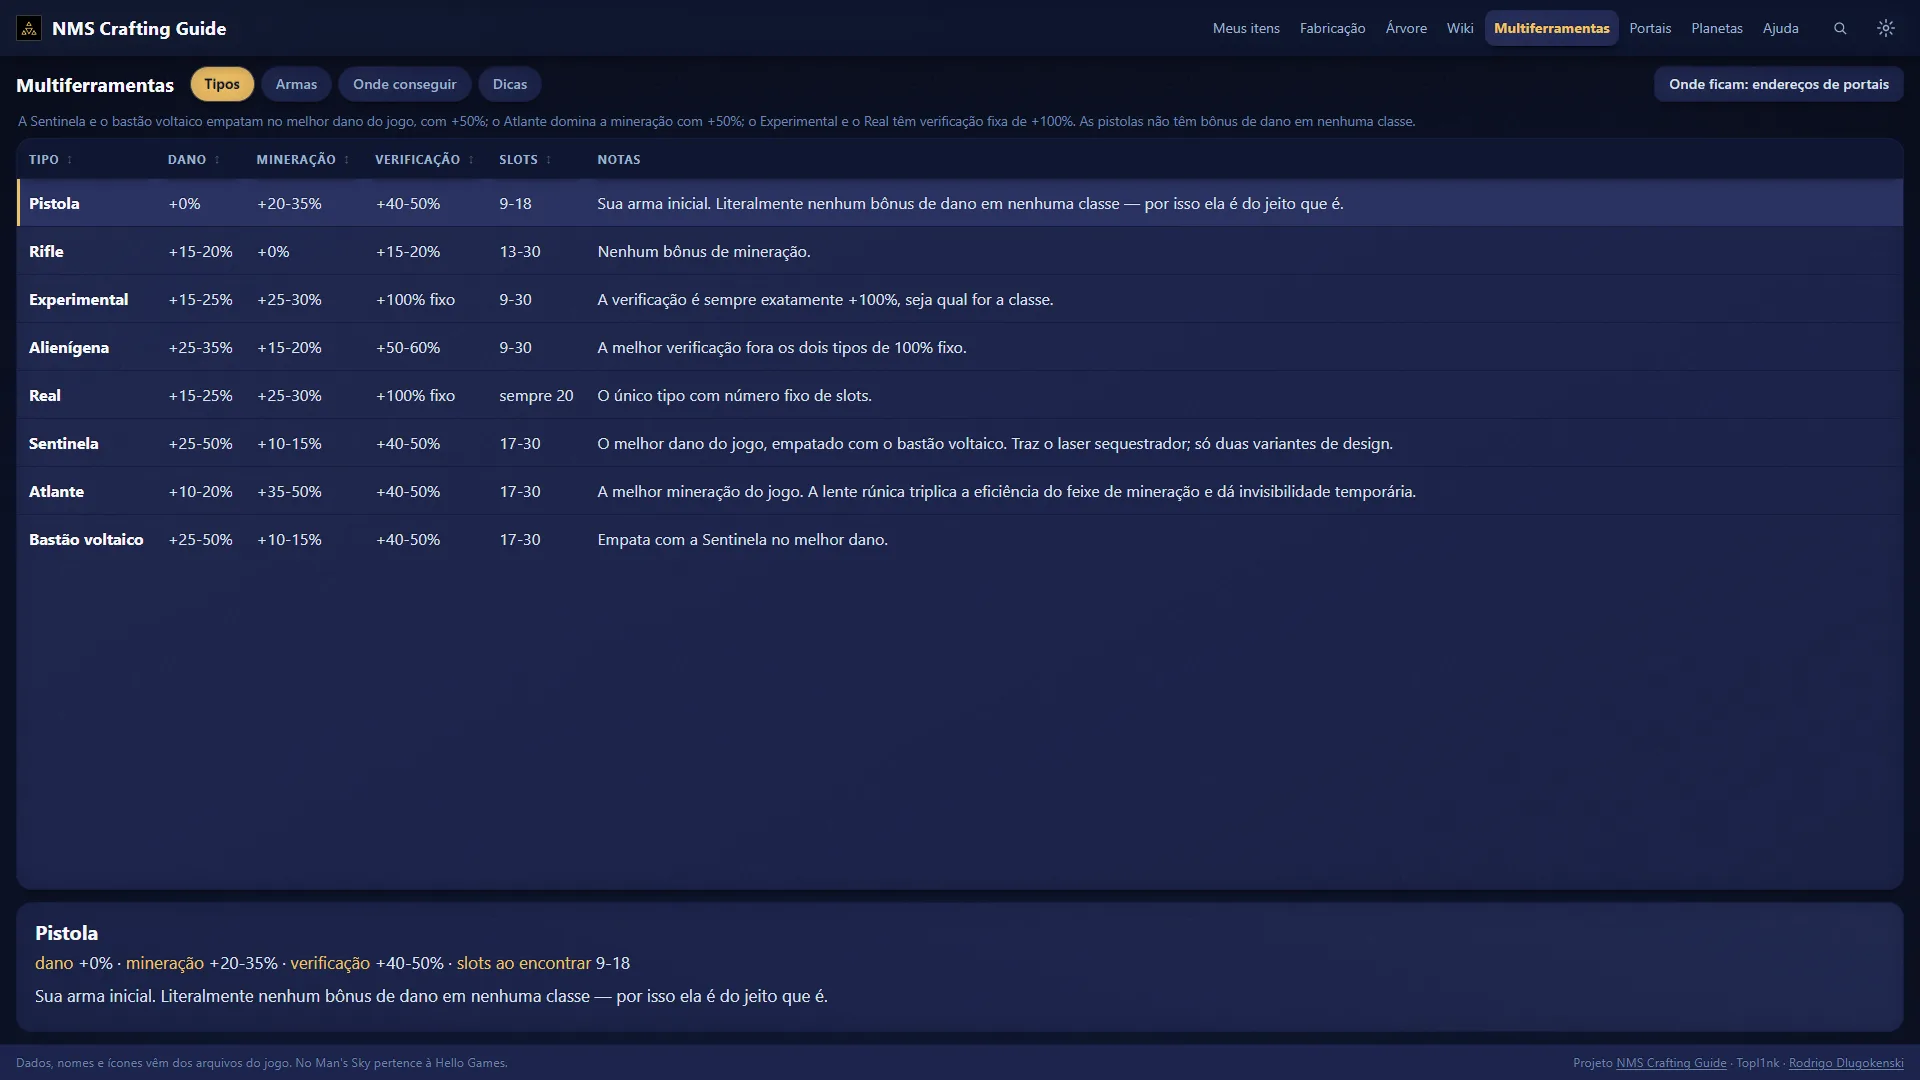 NMS Crafting Guide
Meus itens Fabricação Árvore Wiki Multiferramentas Portais Planetas Ajuda
Multiferramentas Tipos Armas Onde conseguir Dicas Onde ficam: endereços de portais
A Sentinela e o bastão voltaico empatam no melhor dano do jogo, com +50%; o Atlante domina a mineração com +50%; o Experimental e o Real têm verificação fixa de +100%. As pistolas não têm bônus de dano em nenhuma classe.
TIPO ↕ DANO ↕ MINERAÇÃO ↕ VERIFICAÇÃO ↕ SLOTS ↕ NOTAS
Pistola +0% +20-35% +40-50% 9-18 Sua arma inicial. Literalmente nenhum bônus de dano em nenhuma classe — por isso ela é do jeito que é.
Rifle +15-20% +0% +15-20% 13-30 Nenhum bônus de mineração.
Experimental +15-25% +25-30% +100% fixo 9-30 A verificação é sempre exatamente +100%, seja qual for a classe.
Alienígena +25-35% +15-20% +50-60% 9-30 A melhor verificação fora os dois tipos de 100% fixo.
Real +15-25% +25-30% +100% fixo sempre 20 O único tipo com número fixo de slots.
Sentinela +25-50% +10-15% +40-50% 17-30 O melhor dano do jogo, empatado com o bastão voltaico. Traz o laser sequestrador; só duas variantes de design.
Atlante +10-20% +35-50% +40-50% 17-30 A melhor mineração do jogo. A lente rúnica triplica a eficiência do feixe de mineração e dá invisibilidade temporária.
Bastão voltaico +25-50% +10-15% +40-50% 17-30 Empata com a Sentinela no melhor dano.
Pistola
dano +0% · mineração +20-35% · verificação +40-50% · slots ao encontrar 9-18
Sua arma inicial. Literalmente nenhum bônus de dano em nenhuma classe — por isso ela é do jeito que é.
Dados, nomes e ícones vêm dos arquivos do jogo. No Man's Sky pertence à Hello Games. Projeto NMS Crafting Guide · Topl1nk · Rodrigo Dlugokenski